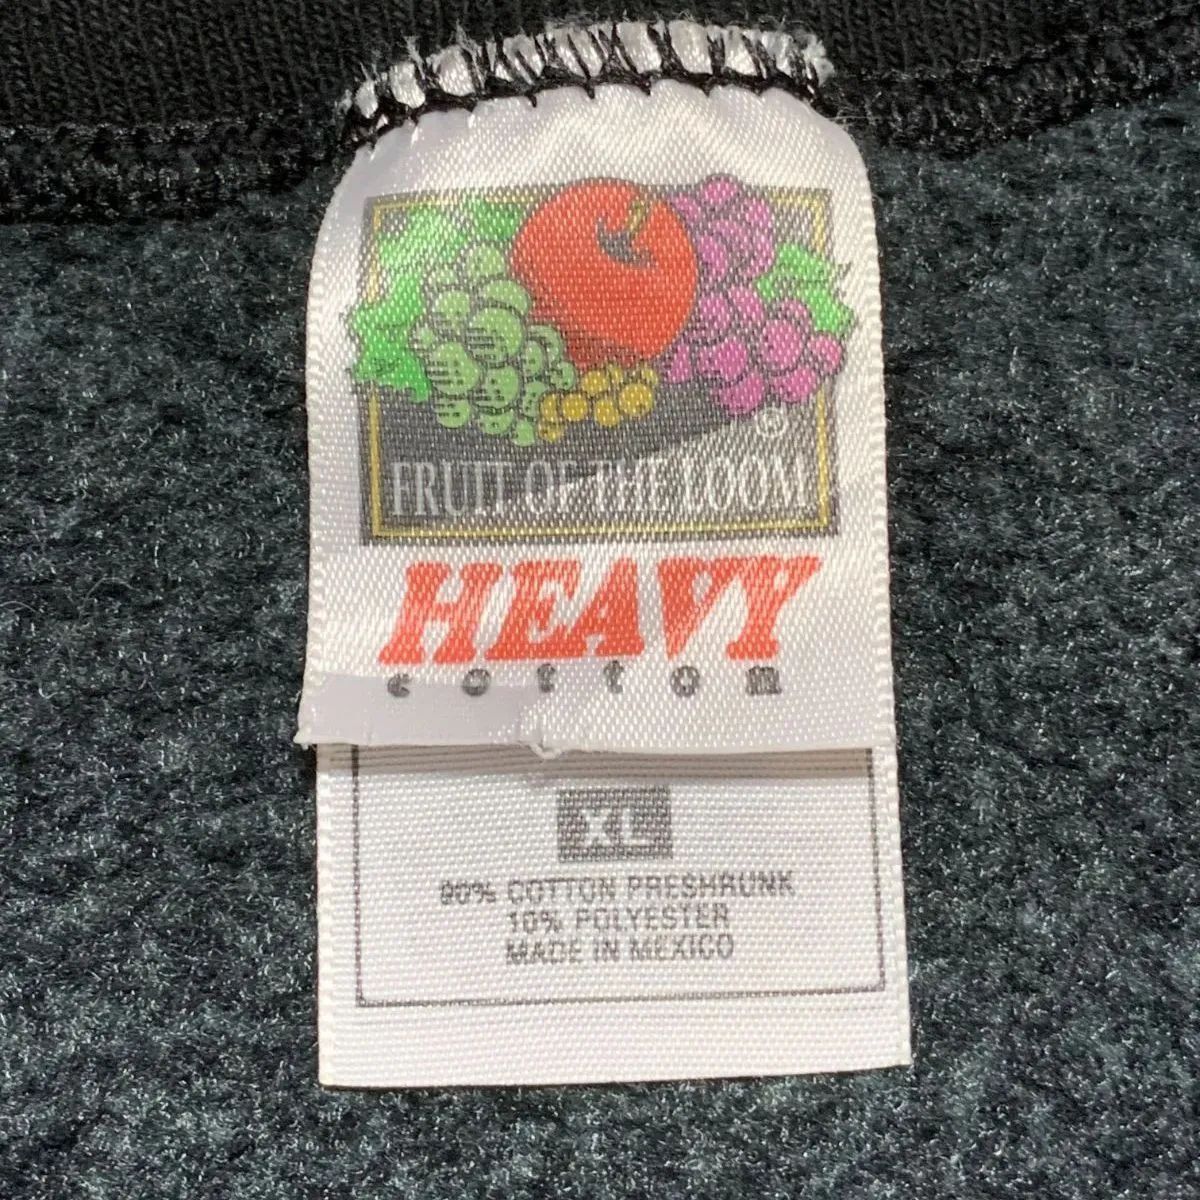 ®
FRUIT OF THE LOOM
HEAVY
cotton
XL
90% COTTON PRESHRUNK
10% POLYESTER
MADE IN MEXICO